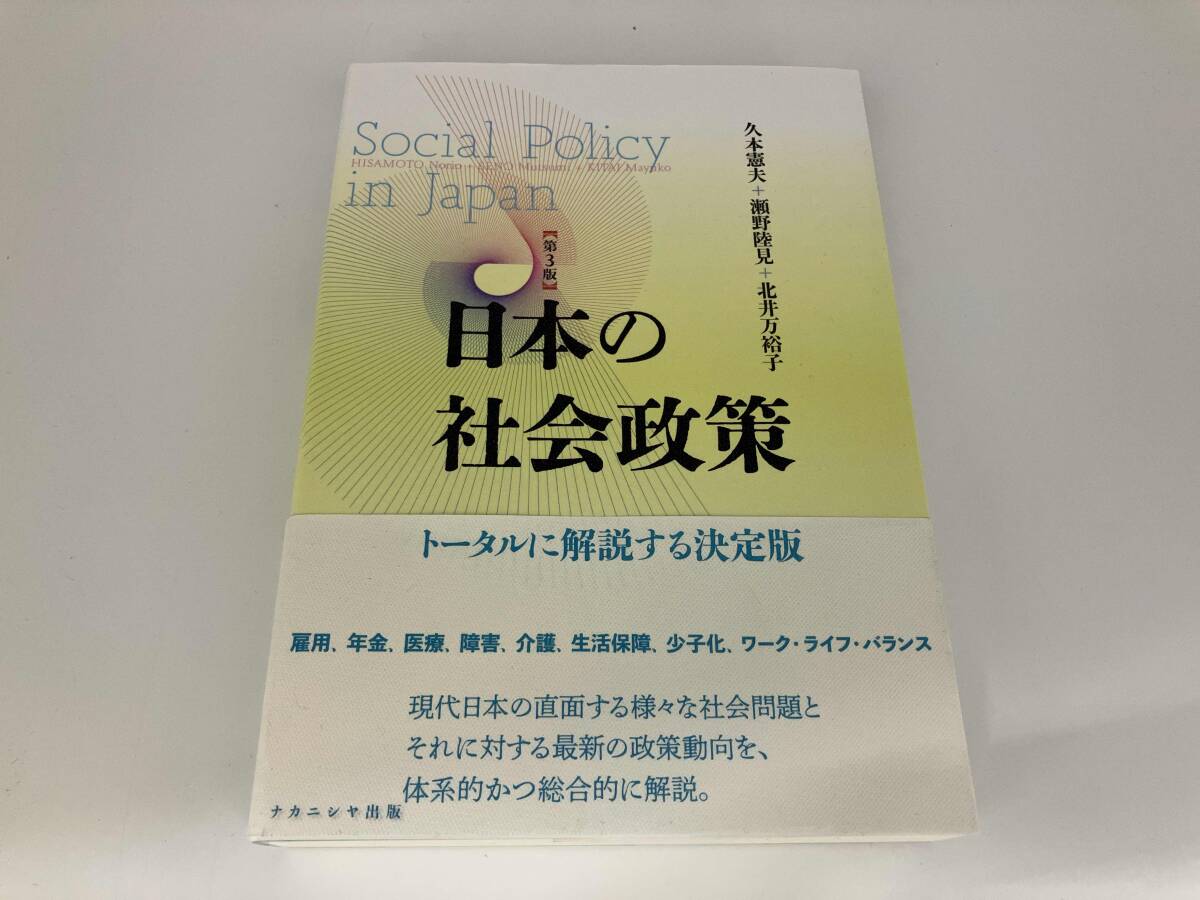 Social Policy
HISAMOTO Norio + SENO Mutsumi + KITAI Mayuko
in Japan
久本憲夫+瀬野陸見+北井万裕子
【第3版】
日本の
社会政策
トータルに解説する決定版
雇用、年金、医療、障害、介護、生活保障、少子化、ワーク・ライフ・バランス
現代日本の直面する様々な社会問題と
それに対する最新の政策動向を、
体系的かつ総合的に解説。
ナカニシヤ出版